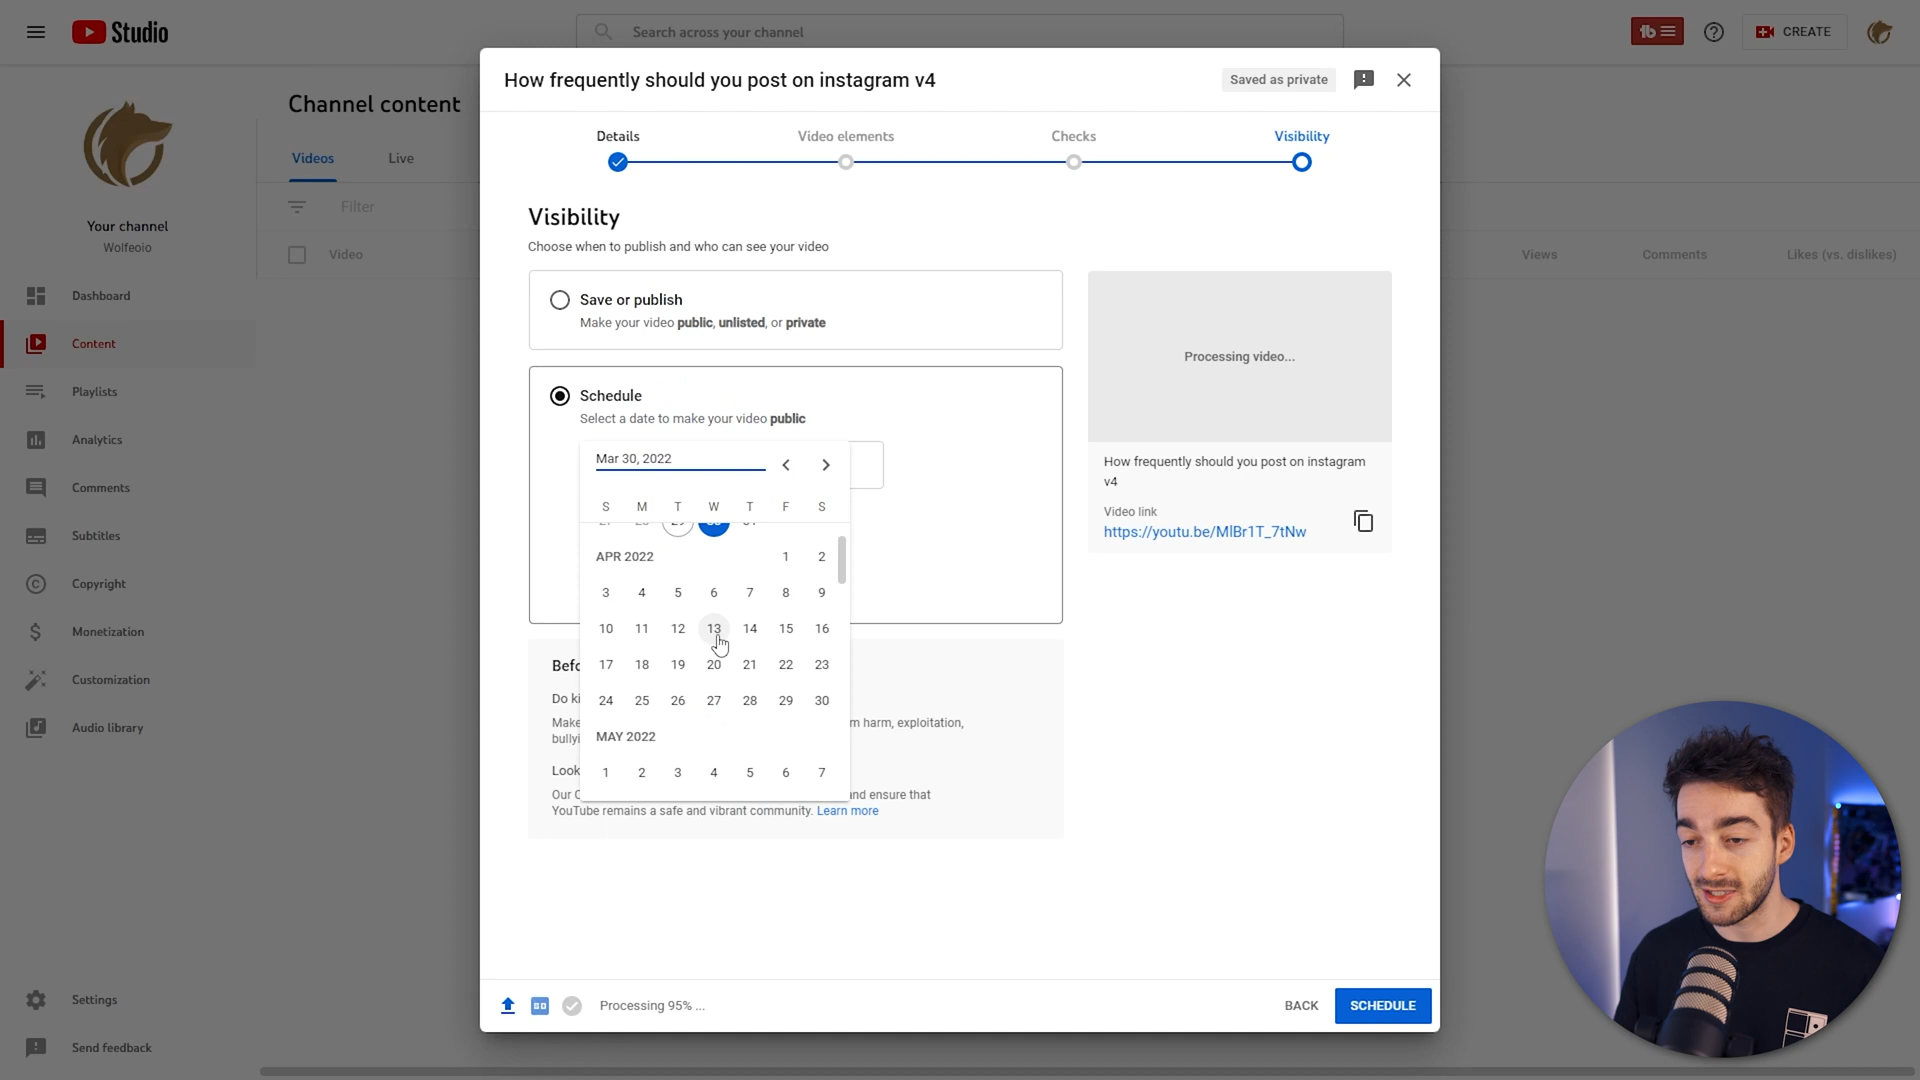 Studio
Search across your channel
CREATE
Channel content
Videos
Live
Filter
Video
Views
Comments
Likes (vs. dislikes)
Your channel
Wolfeoio
Dashboard
Content
Playlists
Analytics
Comments
Subtitles
Copyright
Monetization
Customization
Audio library
Settings
Send feedback
How frequently should you post on instagram v4
Saved as private
Details
Video elements
Checks
Visibility
Visibility
Choose when to publish and who can see your video
Save or publish
Make your video public, unlisted, or private
Schedule
Select a date to make your video public
Mar 30, 2022
S M T W T F S
APR 2022 1 2
3 4 5 6 7 8 9
10 11 12 13 14 15 16
17 18 19 20 21 22 23
24 25 26 27 28 29 30
MAY 2022
1 2 3 4 5 6 7
Do
Make
m harm, exploitation,
Look
Our
and ensure that
YouTube remains a safe and vibrant community. Learn more
Processing video...
How frequently should you post on instagram
v4
Video link
https://youtu.be/MlBr1T_7tNw
Processing 95% ...
BACK
SCHEDULE